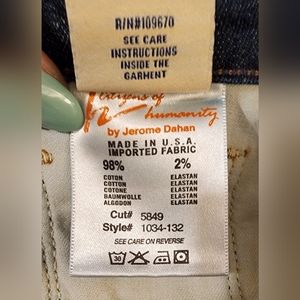 R/N#109670
SEE CARE
INSTRUCTIONS
INSIDE THE
GARMENT
citizens of
humanity
by Jerome Dahan
MADE IN U.S.A.
IMPORTED FABRIC
98% 2%
COTON ELASTAN
COTTON ELASTAN
COTONE ELASTAN
BAUMWOLLE ELASTAN
ALGODON ELASTAN
Cut# 5849
Style# 1034-132
SEE CARE ON REVERSE
30